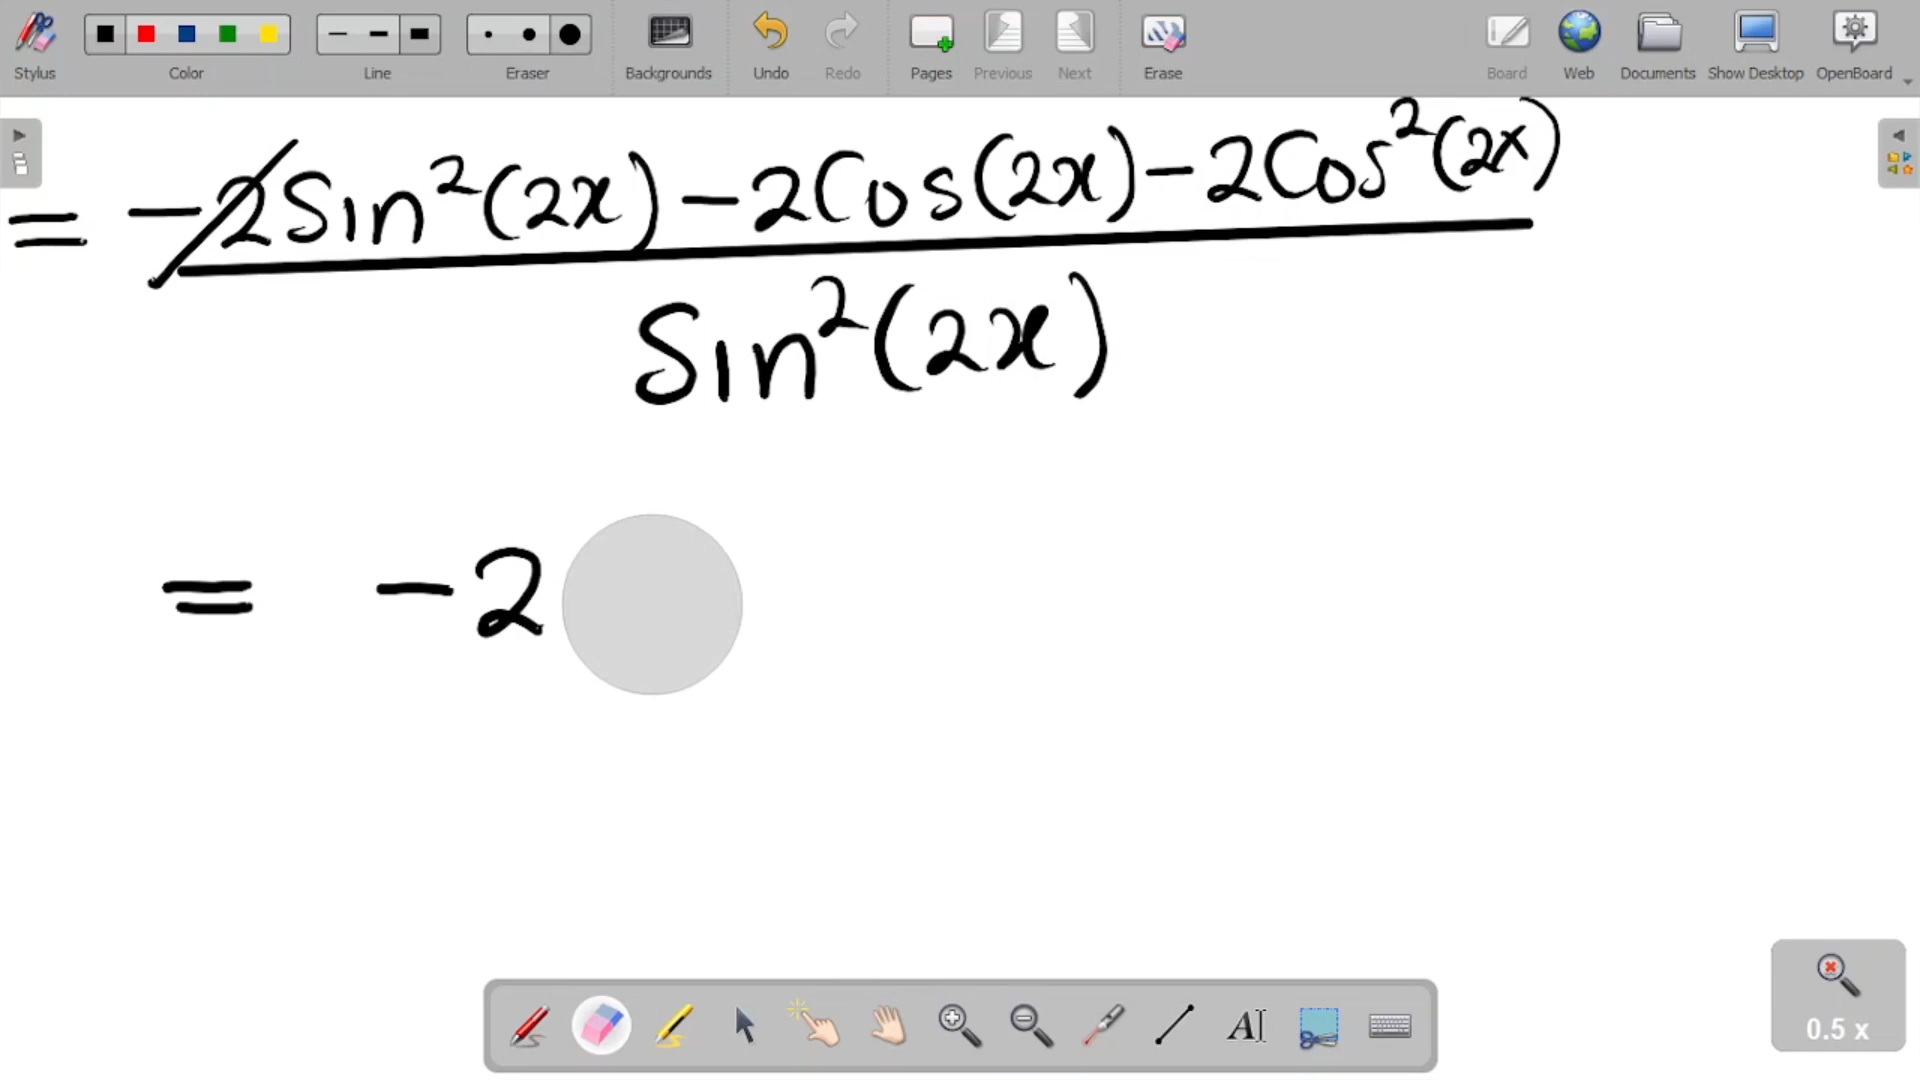 Stylus Color Line Eraser Backgrounds Undo Redo Pages Previous Next Erase Board Web Documents Show Desktop OpenBoard
= -2Sin²(2x) - 2Cos(2x) - 2Cos²(2x)
Sin²(2x)
= -2
AI
0.5 x